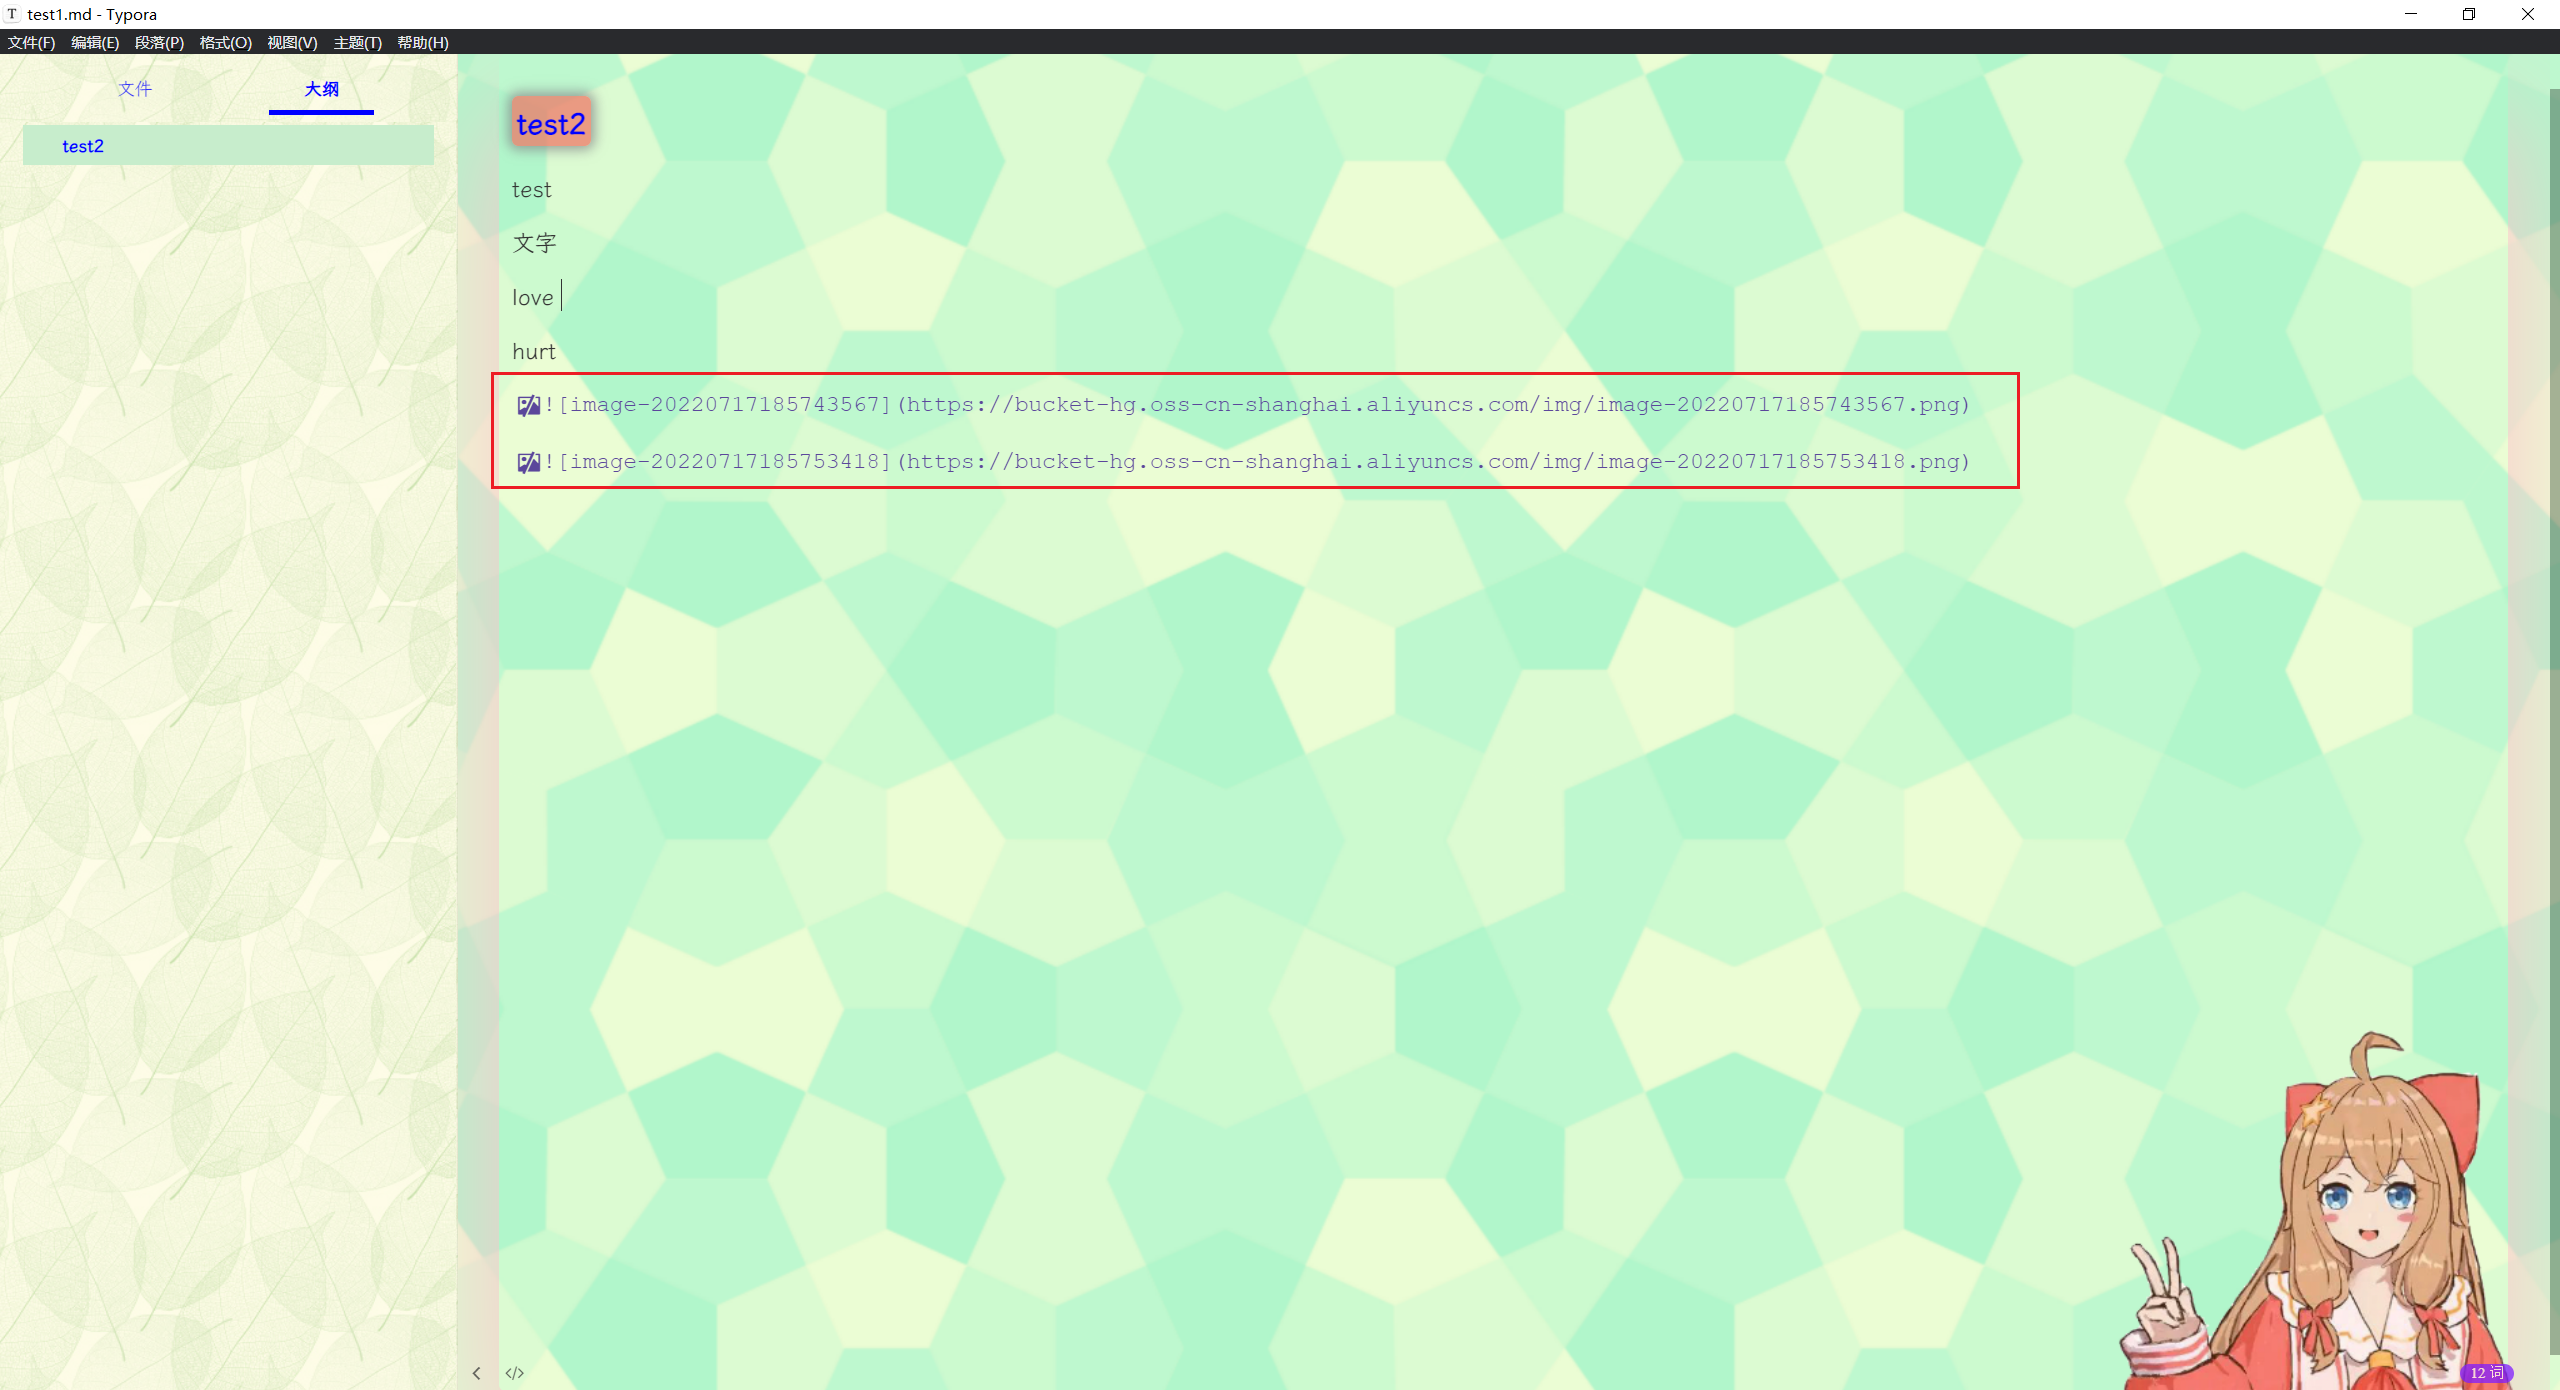 test1.md - Typora
文件(F) 编辑(E) 段落(P) 格式(O) 视图(V) 主题(T) 帮助(H)
文件 大纲
test2
test2
test
文字
love
hurt
![image-20220717185743567](https://bucket-hg.oss-cn-shanghai.aliyuncs.com/img/image-20220717185743567.png)
![image-20220717185753418](https://bucket-hg.oss-cn-shanghai.aliyuncs.com/img/image-20220717185753418.png)
12 词